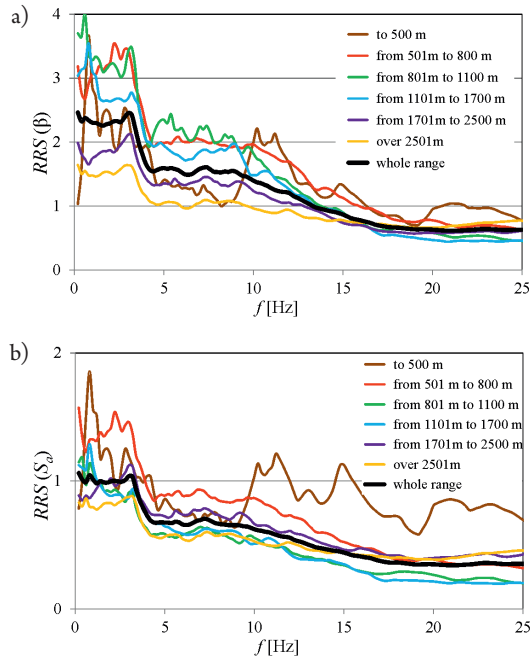 a)
4
3
2
1
0
RRS (β)
to 500 m
from 501m to 800 m
from 801m to 1100 m
from 1101m to 1700 m
from 1701m to 2500 m
over 2501m
whole range
0 5 10 15 20 25
f [Hz]
b)
2
1
0
RRS (Sa)
to 500 m
from 501 m to 800 m
from 801 m to 1100 m
from 1101m to 1700 m
from 1701m to 2500 m
over 2501m
whole range
0 5 10 15 20 25
f [Hz]